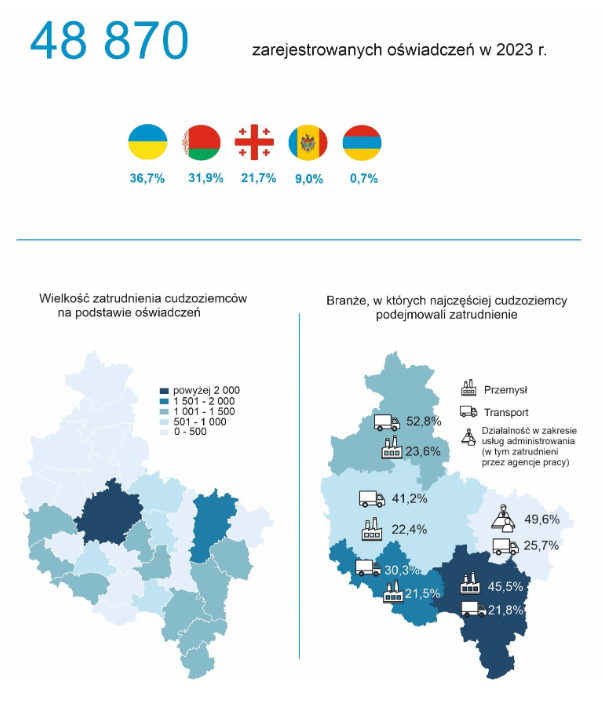 48 870
zarejestrowanych oświadczeń w 2023 r.
36,7%
31,9%
21,7%
9,0%
0,7%
Wielkość zatrudnienia cudzoziemców
na podstawie oświadczeń
powyżej 2 000
1 501 - 2 000
1 001 - 1 500
501 - 1 000
0 - 500
Branże, w których najczęściej cudzoziemcy
podejmowali zatrudnienie
Przemysł
Transport
Działalność w zakresie
usług administrowania
(w tym zatrudnieni
przez agencje pracy)
52,8%
23,6%
41,2%
22,4%
49,6%
25,7%
30,3%
21,5%
45,5%
21,8%